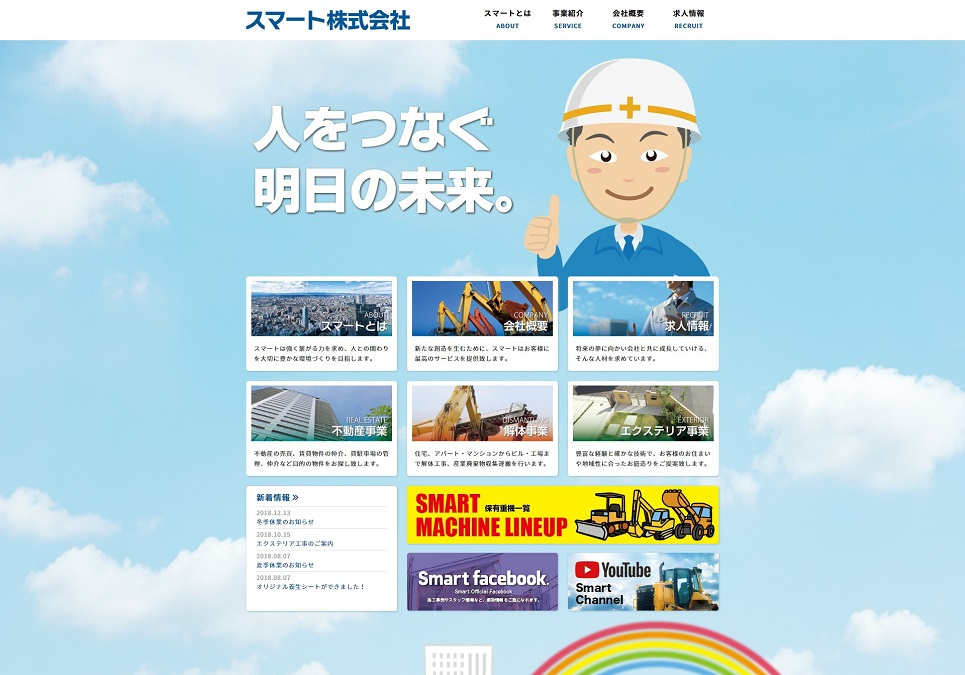 スマート株式会社
スマートとは 事業紹介 会社概要 求人情報
ABOUT SERVICE COMPANY RECRUIT
人をつなぐ
明日の未来。
ABOUT
スマートとは
スマートは強く繋がる力を求め、人との関わり
を大切に豊かな環境づくりを目指します。
COMPANY
会社概要
新たな創造を生むために、スマートはお客様に
最高のサービスを提供致します。
RECRUIT
求人情報
将来の夢に向かい会社と共に成長していける、
そんな人材を求めています。
REAL ESTATE
不動産事業
不動産の売買、賃貸物件の仲介、貸駐車場の管
理、仲介など目的の物件をお探し致します。
DISMANTLING
解体事業
住宅、アパート・マンションからビル・工場ま
で解体工事、産業廃棄物収集運搬を行います。
EXTERIOR
エクステリア事業
豊富な経験と確かな技術で、お客様のお住まい
や地域性に合ったお庭造りをご提案致します。
新着情報 »
2018.12.13
冬季休業のお知らせ
2018.10.15
エクステリア工事のご案内
2018.08.07
夏季休業のお知らせ
2018.08.07
オリジナル養生シートができました！
SMART 保有重機一覧
MACHINE LINEUP
Smart facebook.
Smart Official Facebook
施工事例やスタッフ情報など、最新情報をご覧になれます。
YouTube
Smart
Channel